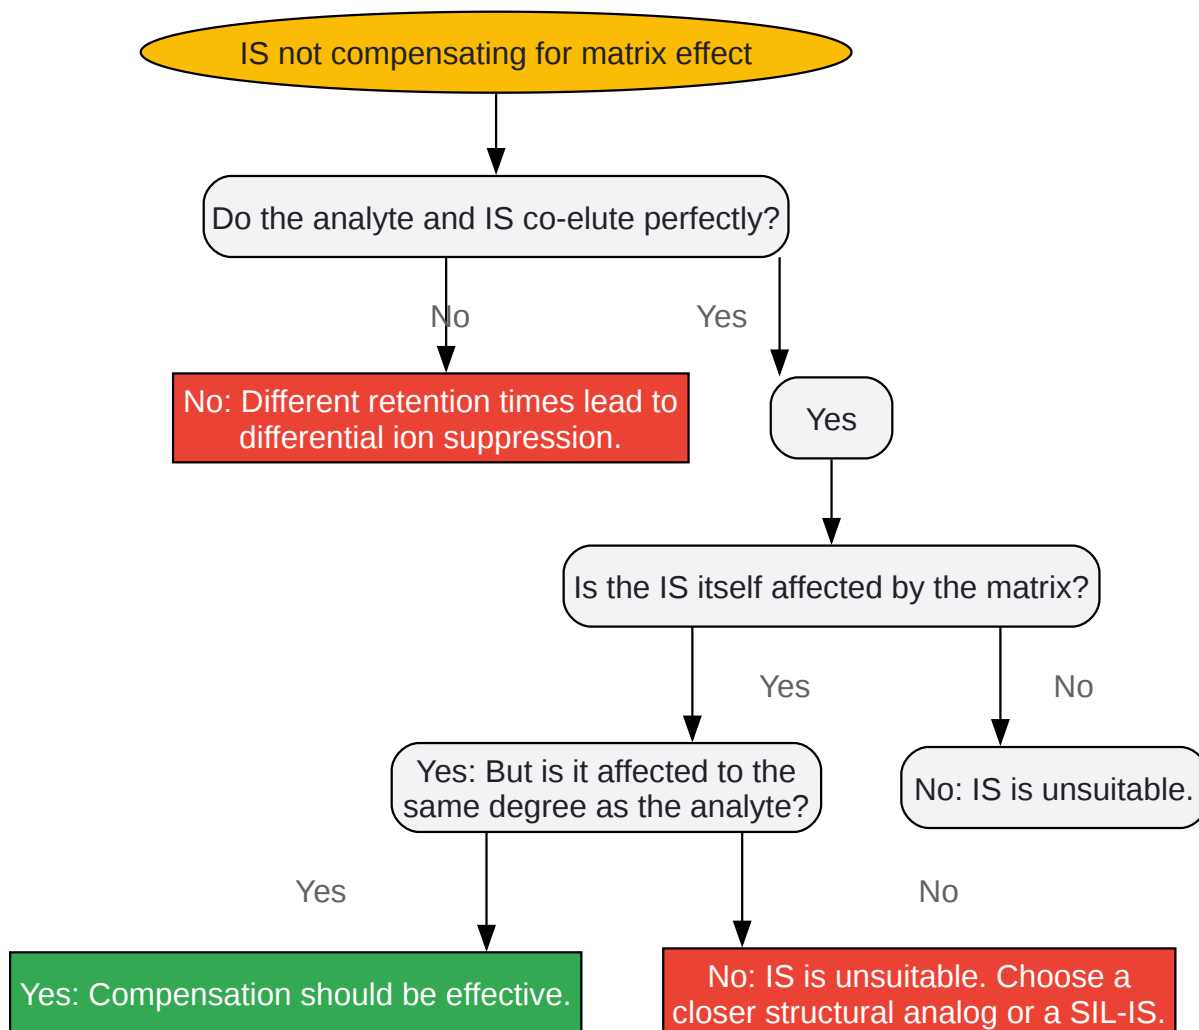 IS not compensating for matrix effect
Do the analyte and IS co-elute perfectly?
No
Yes
No: Different retention times lead to
differential ion suppression.
Yes
Is the IS itself affected by the matrix?
Yes
No
Yes: But is it affected to the
same degree as the analyte?
No: IS is unsuitable.
Yes
No
Yes: Compensation should be effective.
No: IS is unsuitable. Choose a
closer structural analog or a SIL-IS.